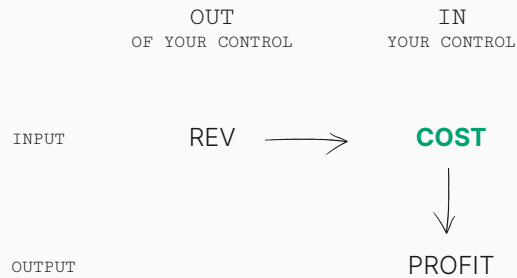 OUT
OF YOUR CONTROL
IN
YOUR CONTROL
INPUT
REV
COST
OUTPUT
PROFIT